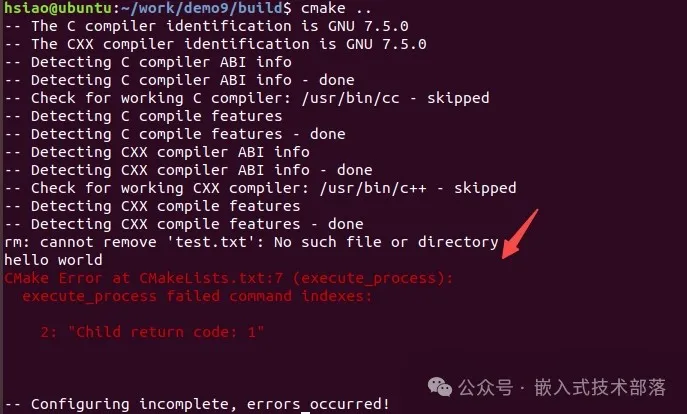 hsiao@ubuntu:~/work/demo9/build$ cmake ..
-- The C compiler identification is GNU 7.5.0
-- The CXX compiler identification is GNU 7.5.0
-- Detecting C compiler ABI info
-- Detecting C compiler ABI info - done
-- Check for working C compiler: /usr/bin/cc - skipped
-- Detecting C compile features
-- Detecting C compile features - done
-- Detecting CXX compiler ABI info
-- Detecting CXX compiler ABI info - done
-- Check for working CXX compiler: /usr/bin/c++ - skipped
-- Detecting CXX compile features
-- Detecting CXX compile features - done
rm: cannot remove 'test.txt': No such file or directory
hello world
CMake Error at CMakeLists.txt:7 (execute_process):
  execute_process failed command indexes:
    2: "Child return code: 1"
公众号 · 嵌入式技术部落
-- Configuring incomplete, errors occurred!